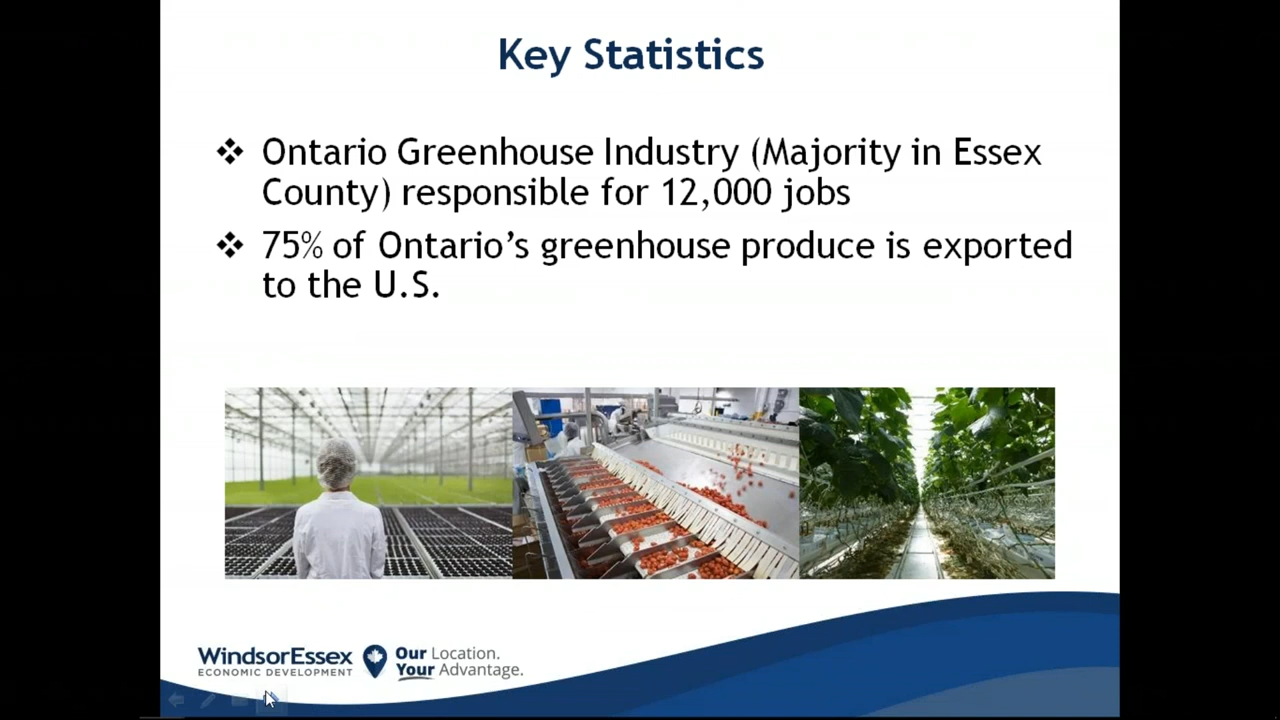 Key Statistics
❖ Ontario Greenhouse Industry (Majority in Essex
County) responsible for 12,000 jobs
❖ 75% of Ontario’s greenhouse produce is exported
to the U.S.
WindsorEssex
ECONOMIC DEVELOPMENT
Our Location.
Your Advantage.